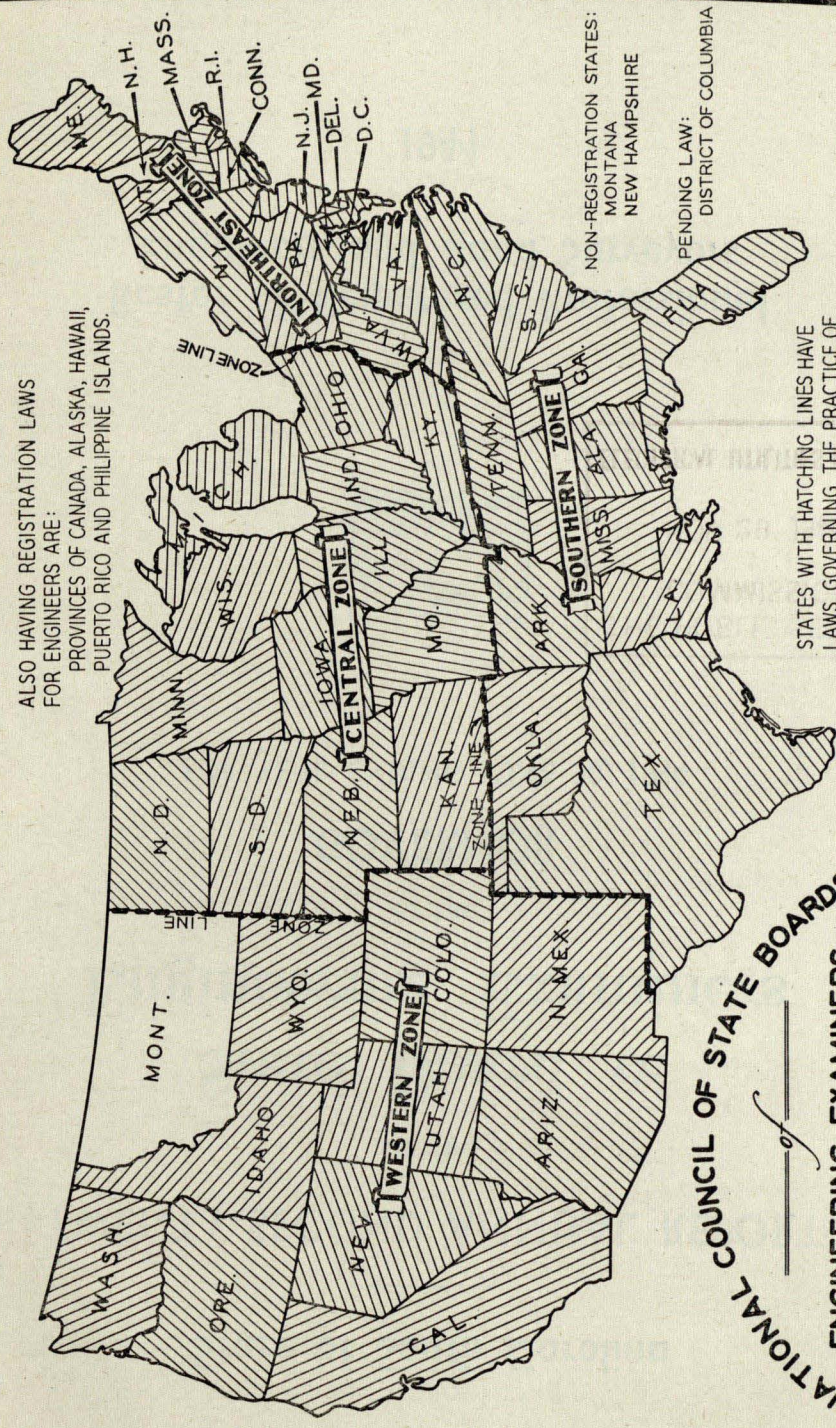 ALSO HAVING REGISTRATION LAWS
FOR ENGINEERS ARE:
PROVINCES OF CANADA, ALASKA, HAWAII,
PUERTO RICO AND PHILIPPINE ISLANDS.
WASH.
ORE.
CAL.
IDAHO
NEV.
MONT.
WYO.
UTAH
COLO.
ARIZ.
N. MEX.
WESTERN ZONE
ZONE LINE
N. D.
S. D.
NEB.
KAN.
MINN.
IOWA
MO.
WIS.
ILL.
MICH.
IND.
OHIO
KY.
CENTRAL ZONE
ZONE LINE
OKLA.
TEX.
ARK.
LA.
MISS.
ALA
TENN.
GA.
FLA.
S. C.
N. C.
SOUTHERN ZONE
ZONE LINE
ME.
VT.
N.H.
MASS.
R.I.
CONN.
N.Y.
PA.
N.J.
MD.
DEL.
D.C.
W. VA.
VA.
NORTHEAST ZONE
NON-REGISTRATION STATES:
MONTANA
NEW HAMPSHIRE
PENDING LAW:
DISTRICT OF COLUMBIA
STATES WITH HATCHING LINES HAVE
LAWS GOVERNING THE PRACTICE OF
NATIONAL COUNCIL OF STATE BOARDS
of
ENGINEERING EXAMINERS